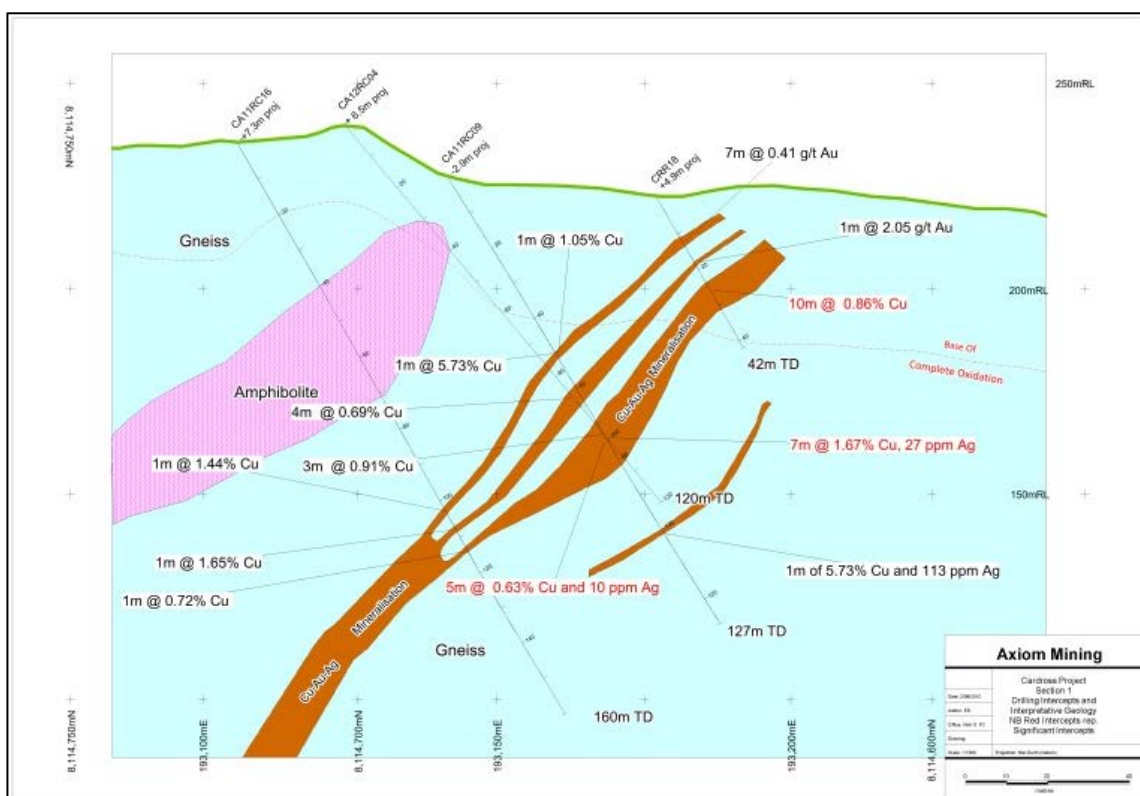 250mRL
8,114,750mN
CA11RC16
+7.3m proj
CA12RC04
+ 8.5m proj
CA11RC09
-2.9m proj
CRR18
+4.9m proj
7m @ 0.41 g/t Au
Gneiss
1m @ 1.05% Cu
1m @ 2.05 g/t Au
200mRL
10m @ 0.86% Cu
Base Of
Complete Oxidation
1m @ 5.73% Cu
Cu-Au-Ag Mineralisation
42m TD
Amphibolite
4m @ 0.69% Cu
7m @ 1.67% Cu, 27 ppm Ag
1m @ 1.44% Cu
3m @ 0.91% Cu
150mRL
120m TD
1m @ 1.65% Cu
1m of 5.73% Cu and 113 ppm Ag
1m @ 0.72% Cu
5m @ 0.63% Cu and 10 ppm Ag
Cu-Au-Ag Mineralisation
Gneiss
127m TD
160m TD
Axiom Mining
Cardross Project
Section 1
Drilling Intercepts and
Interpretative Geology
NB Red Intercepts rep.
Significant Intercepts
metres
8,114,750mN
193,100mE
8,114,700mN
193,150mE
193,200mE
8,114,600mN